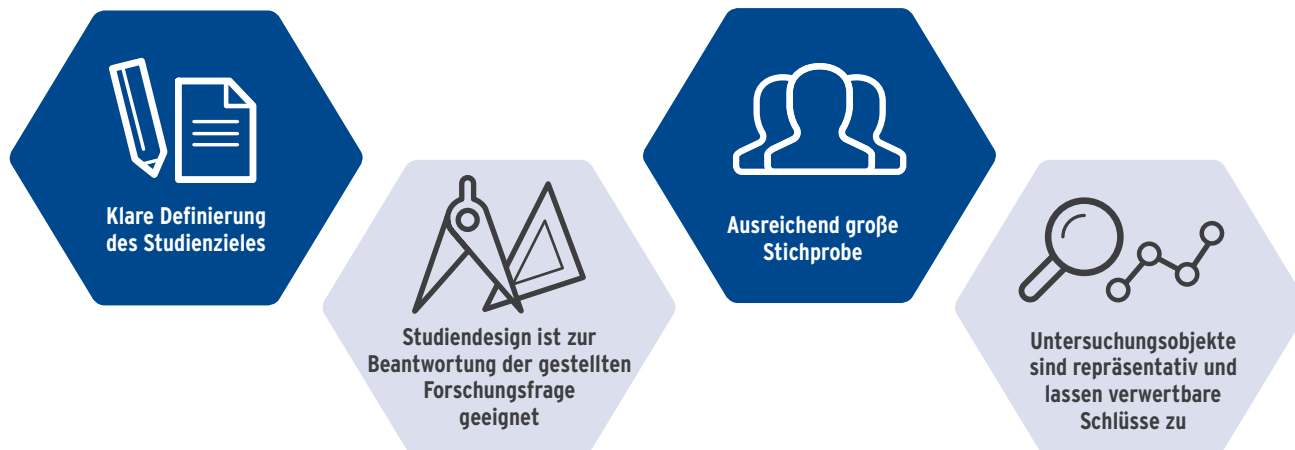 Klare Definierung
des Studienzieles
Studiendesign ist zur
Beantwortung der gestellten
Forschungsfrage
geeignet
Ausreichend große
Stichprobe
Untersuchungsobjekte
sind repräsentativ und
lassen verwertbare
Schlüsse zu